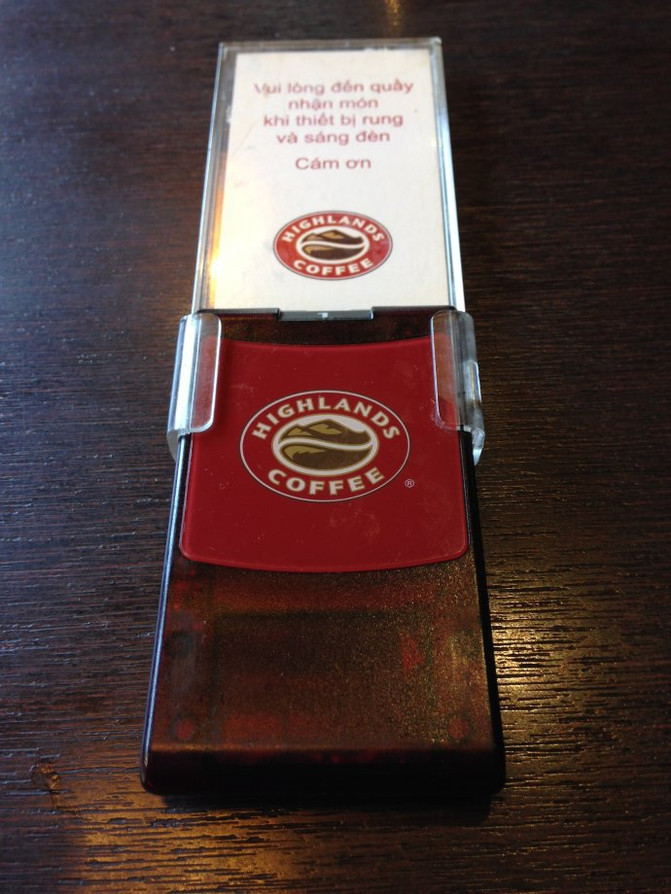 Vui lòng đến quầy
nhận món
khi thiết bị rung
và sáng đèn
Cám ơn
HIGHLANDS
COFFEE
HIGHLANDS
COFFEE
®